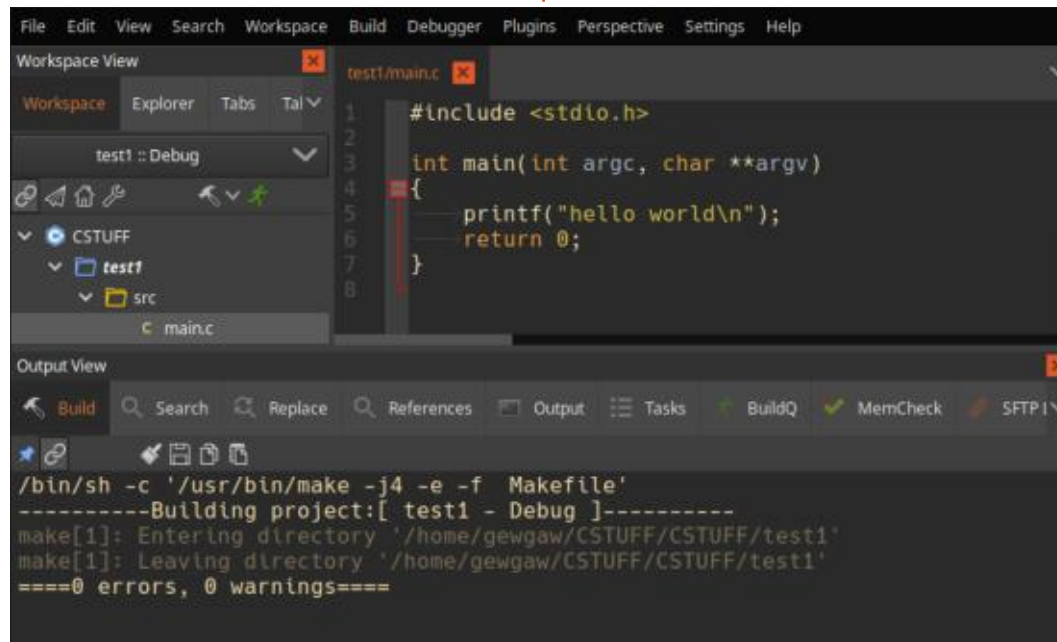 File Edit View Search Workspace Build Debugger Plugins Perspective Settings Help
Workspace View
Workspace Explorer Tabs Tal
test1 :: Debug
CSTUFF
test1
src
main.c
test1/main.c
1 #include <stdio.h>
2
3 int main(int argc, char **argv)
4 {
5 printf("hello world\n");
6 return 0;
7 }
8
Output View
Build Search Replace References Output Tasks BuildQ MemCheck SFTP
/bin/sh -c '/usr/bin/make -j4 -e -f  Makefile'
----------Building project:[ test1 - Debug ]----------
make[1]: Entering directory '/home/gewgaw/CSTUFF/CSTUFF/test1'
make[1]: Leaving directory '/home/gewgaw/CSTUFF/CSTUFF/test1'
====0 errors, 0 warnings====